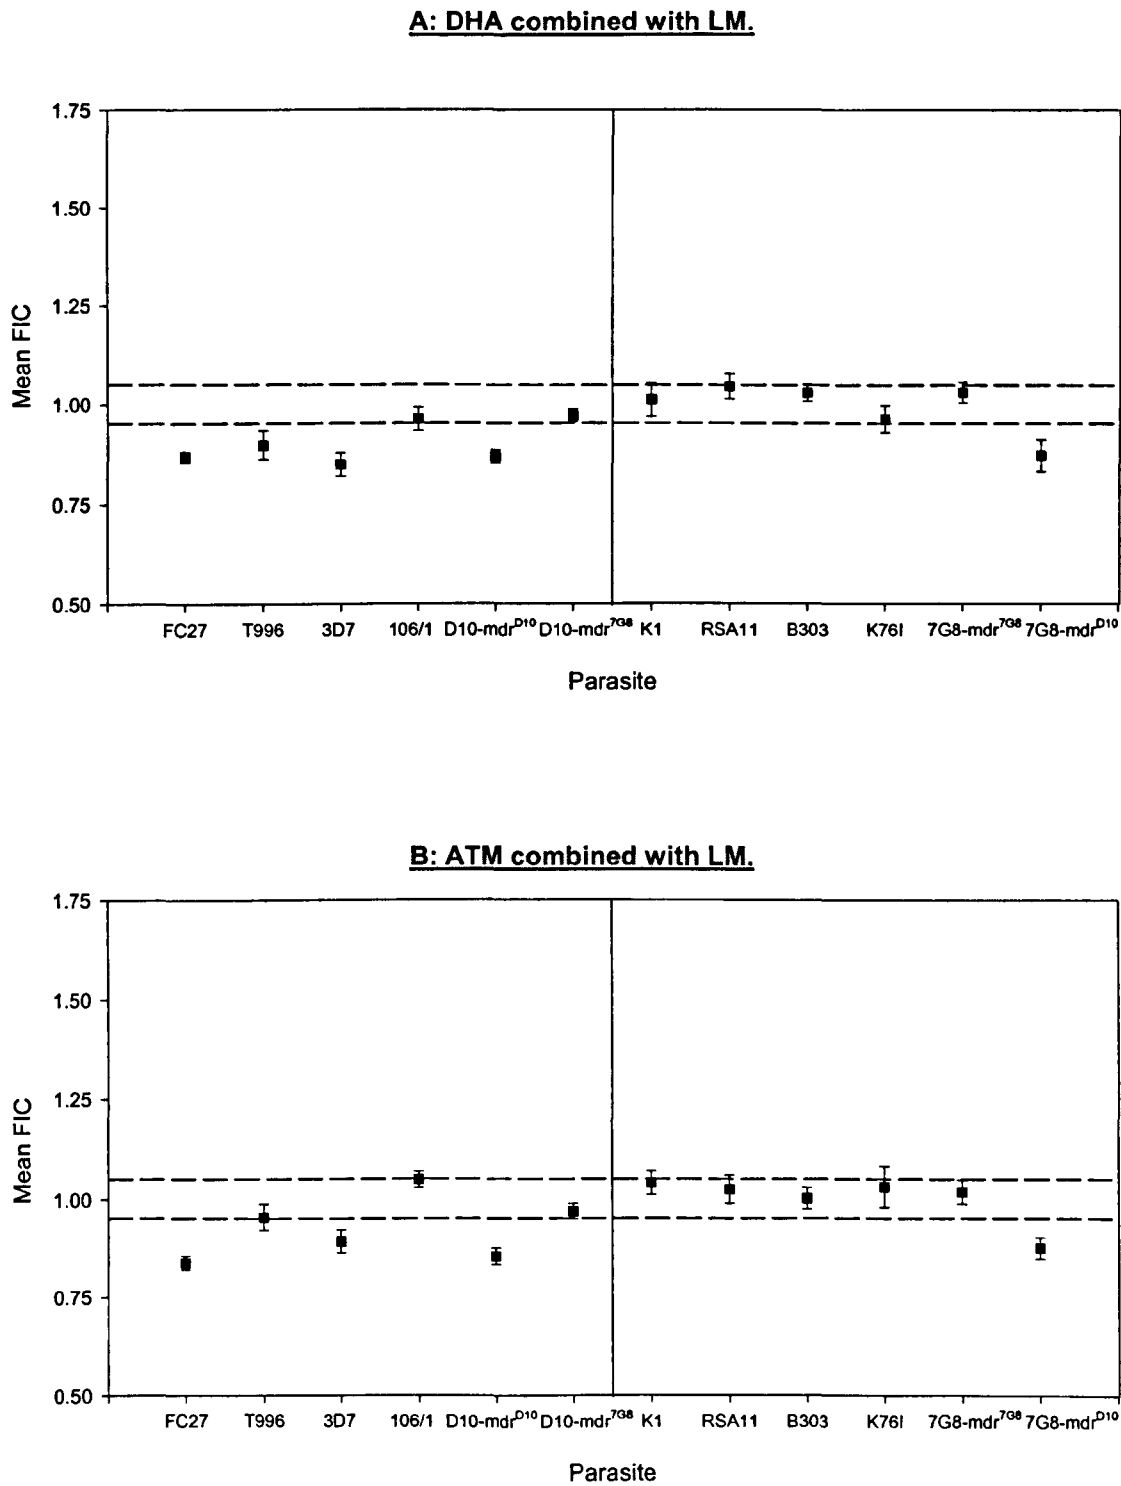 A: DHA combined with LM.
1.75
1.50
1.25
1.00
0.75
0.50
Mean FIC
FC27 T996 3D7 106/1 D10-mdrD10 D10-mdr7G8 K1 RSA11 B303 K76I 7G8-mdr7G8 7G8-mdrD10
Parasite
B: ATM combined with LM.
1.75
1.50
1.25
1.00
0.75
0.50
Mean FIC
FC27 T996 3D7 106/1 D10-mdrD10 D10-mdr7G8 K1 RSA11 B303 K76I 7G8-mdr7G8 7G8-mdrD10
Parasite